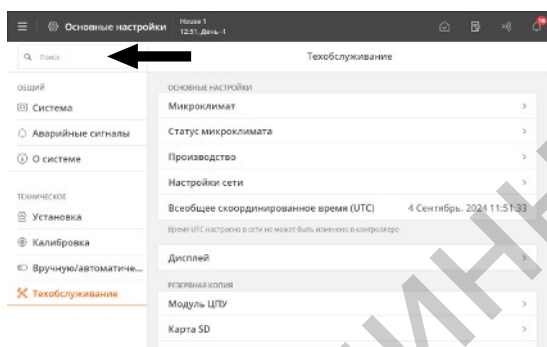 Основные настройки
House 1
12:51, День -1
Поиск
Техобслуживание
ОБЩИЙ
Система
Аварийные сигналы
О системе
ТЕХНИЧЕСКОЕ
Установка
Калибровка
Вручную/автоматиче...
Техобслуживание
ОСНОВНЫЕ НАСТРОЙКИ
Микроклимат
Статус микроклимата
Производство
Настройки сети
Всеобщее скоординированное время (UTC) 4 Сентябрь. 2024 11:51:33
Время UTC настроено в сети но может быть изменено в контроллере
Дисплей
РЕЗЕРВНАЯ КОПИЯ
Модуль ЦПУ
Карта SD